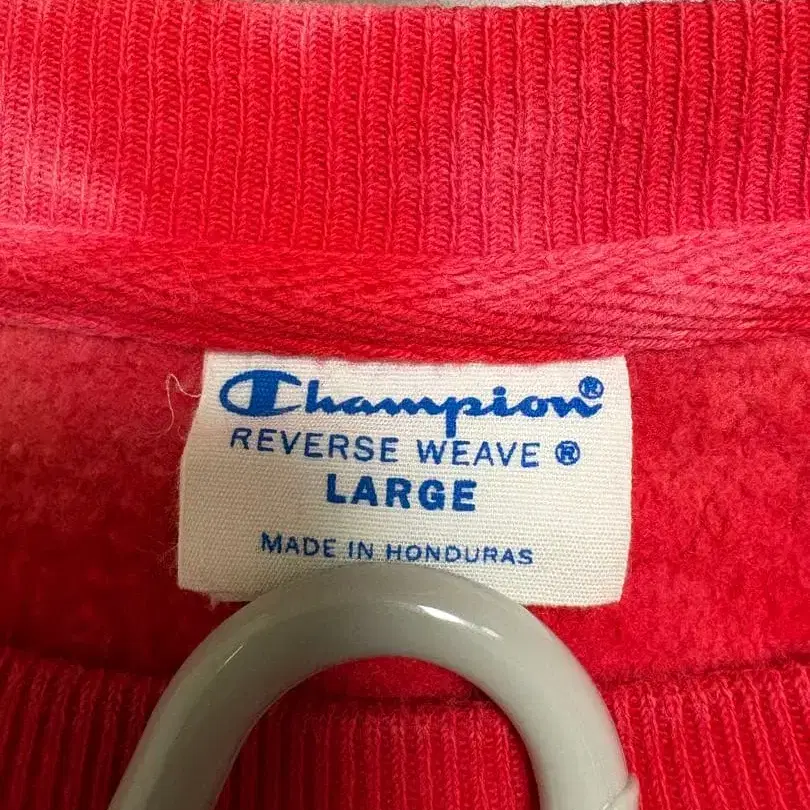 Champion®
REVERSE WEAVE ®
LARGE
MADE IN HONDURAS